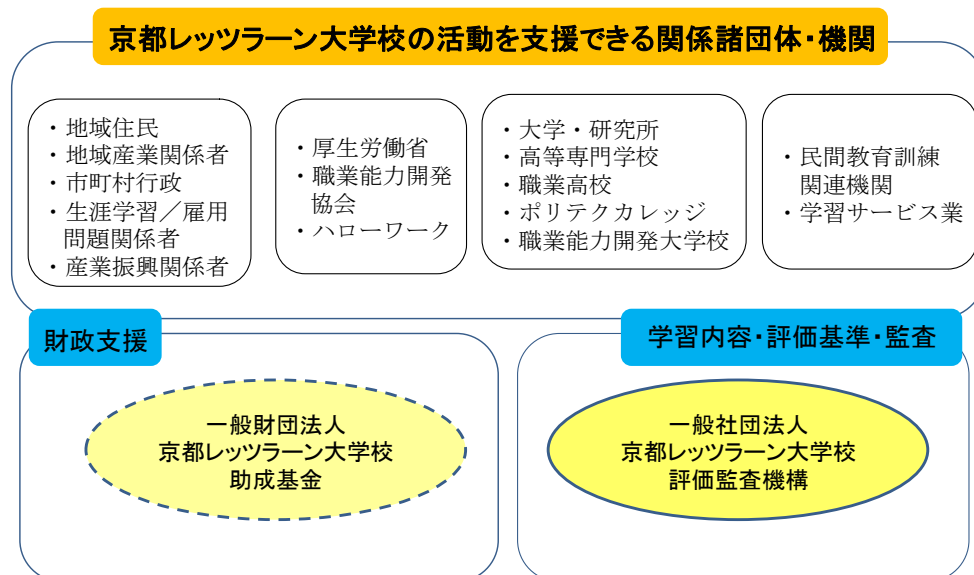 京都レッツラーン大学校の活動を支援できる関係諸団体・機関
・地域住民
・地域産業関係者
・市町村行政
・生涯学習／雇用
問題関係者
・産業振興関係者
・厚生労働省
・職業能力開発
協会
・ハローワーク
・大学・研究所
・高等専門学校
・職業高校
・ポリテクカレッジ
・職業能力開発大学校
・民間教育訓練
関連機関
・学習サービス業
財政支援
一般財団法人
京都レッツラーン大学校
助成基金
学習内容・評価基準・監査
一般社団法人
京都レッツラーン大学校
評価監査機構